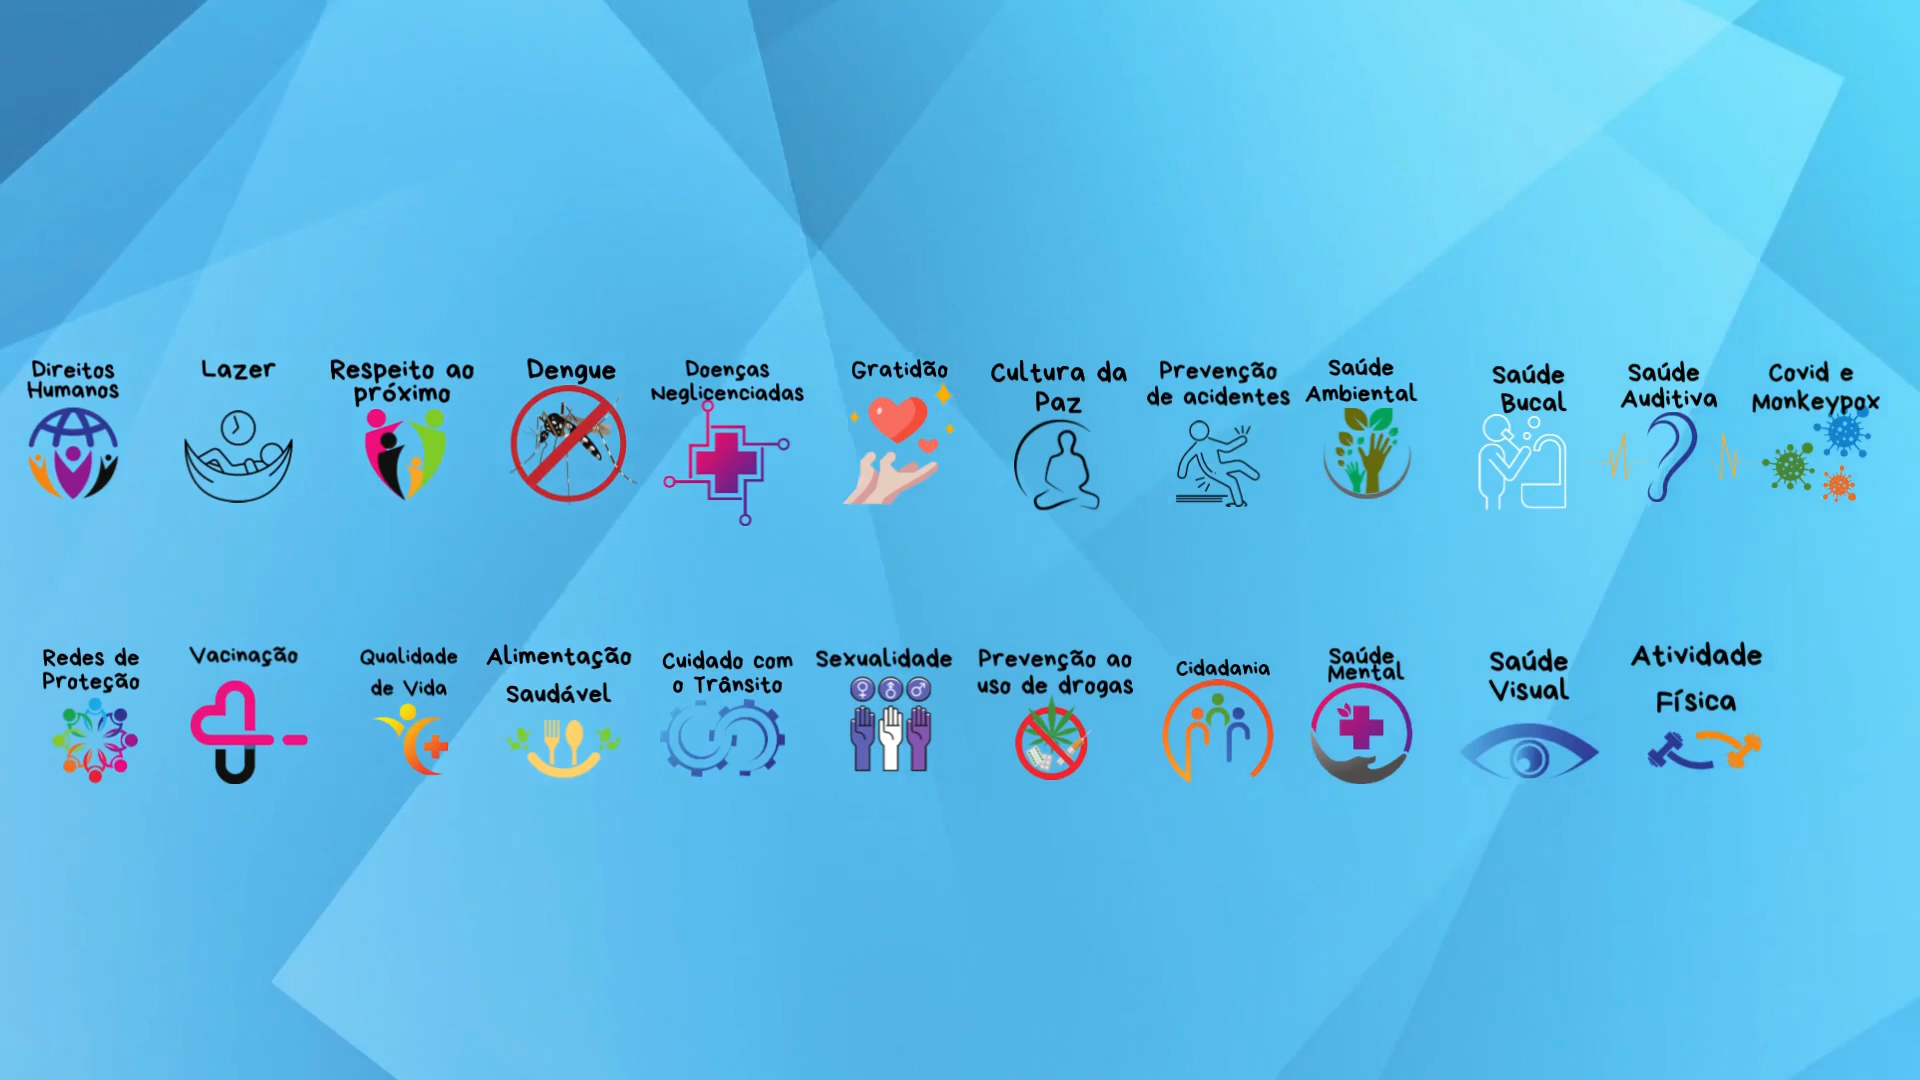 Direitos
Humanos
Lazer
Respeito ao
próximo
Dengue
Doenças
Neglicenciadas
Gratidão
Cultura da
Paz
Prevenção
de acidentes
Saúde
Ambiental
Saúde
Bucal
Saúde
Auditiva
Covid e
Monkeypox
Redes de
Proteção
Vacinação
Qualidade
de Vida
Alimentação
Saudável
Cuidado com
o Trânsito
Sexualidade
Prevenção ao
uso de drogas
Cidadania
Saúde
Mental
Saúde
Visual
Atividade
Física